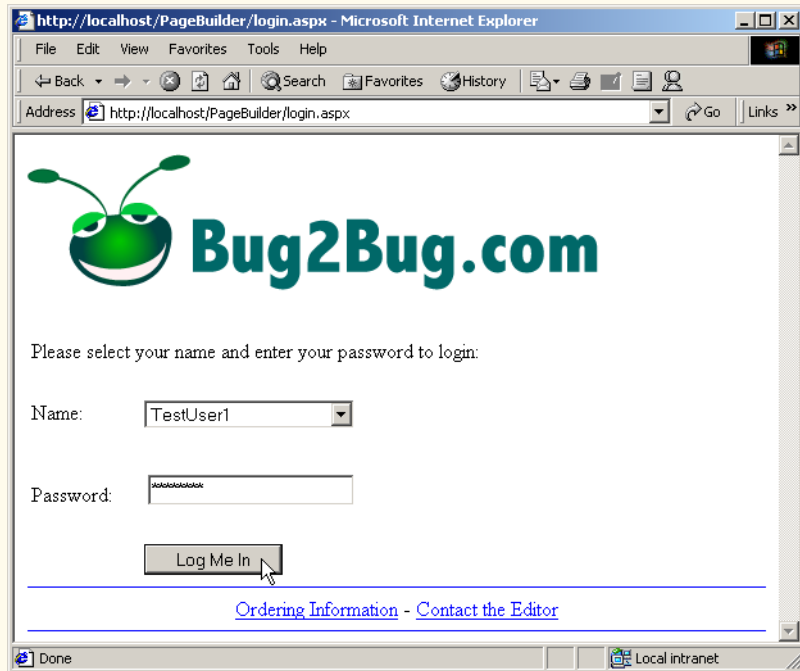 http://localhost/PageBuilder/login.aspx - Microsoft Internet Explorer
File Edit View Favorites Tools Help
Back Search Favorites History
Address http://localhost/PageBuilder/login.aspx Go Links »
Bug2Bug.com
Please select your name and enter your password to login:
Name: TestUser1
Password: *********
Log Me In
Ordering Information - Contact the Editor
Done Local intranet